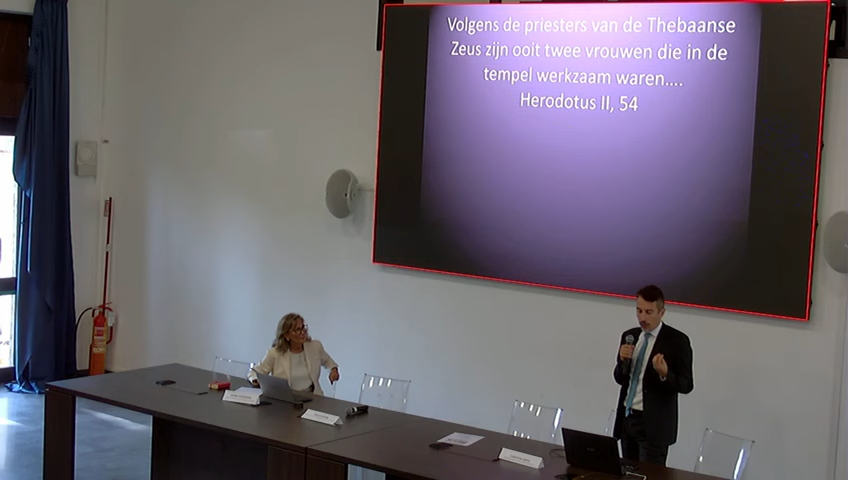 Volgens de priesters van de Thebaanse
Zeus zijn ooit twee vrouwen die in de
tempel werkzaam waren....
Herodotus II, 54